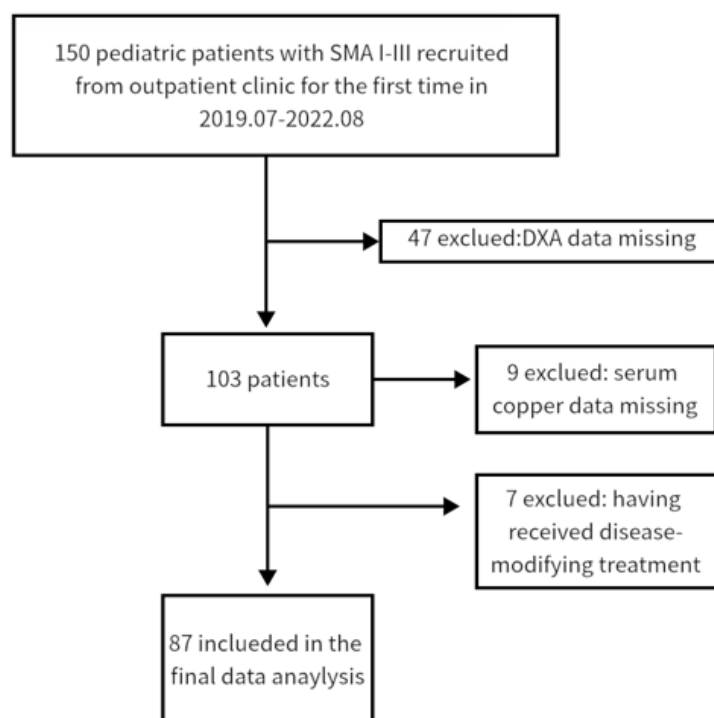 150 pediatric patients with SMA I-III recruited
from outpatient clinic for the first time in
2019.07-2022.08
47 exclued:DXA data missing
103 patients
9 exclued: serum
copper data missing
7 exclued: having
received disease-
modifying treatment
87 inclueded in the
final data anaylysis